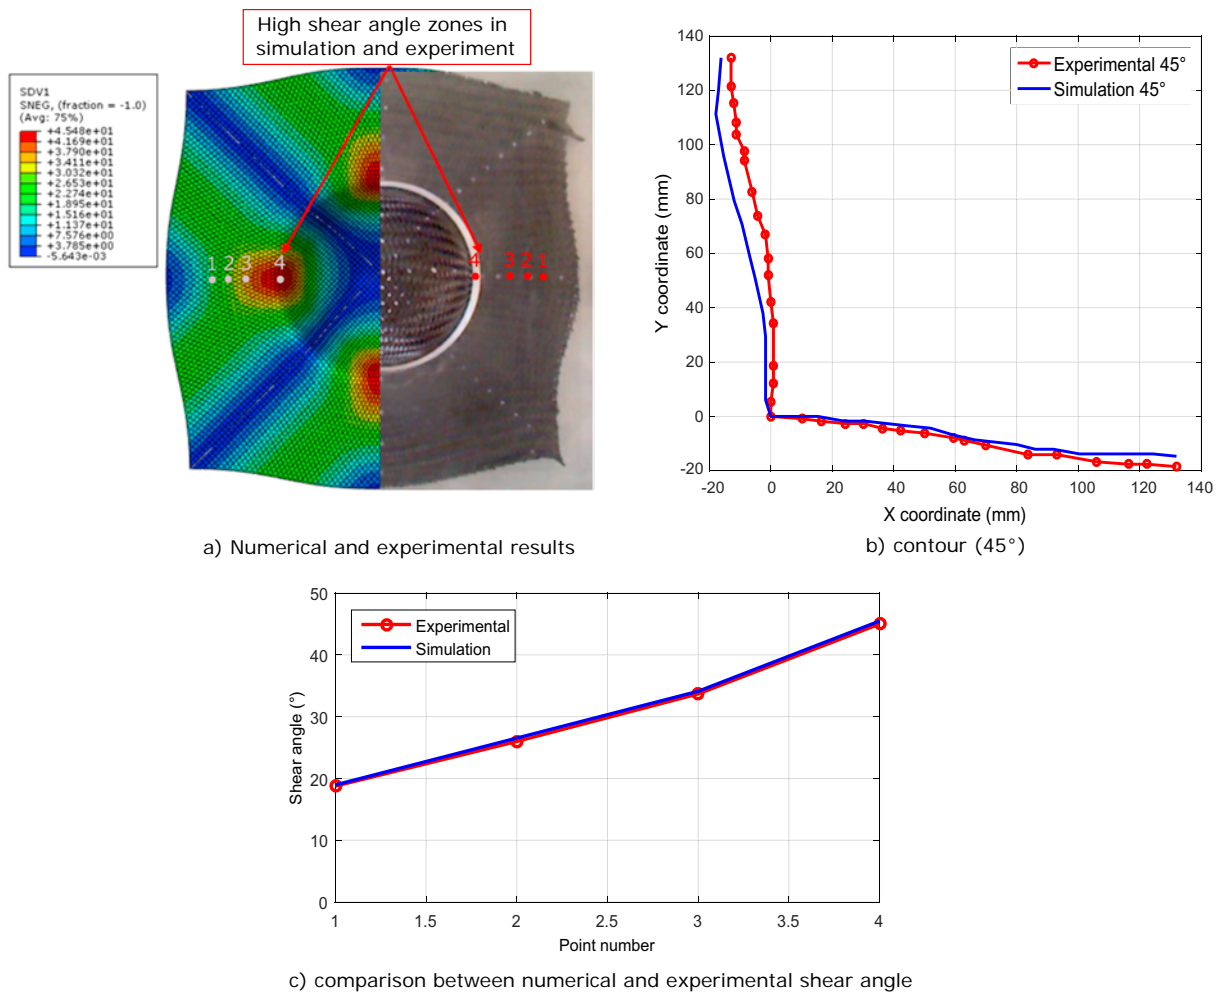 High shear angle zones in
simulation and experiment
SDV1
SNEG, (fraction = -1.0)
(Avg: 75%)
+4.548e+01
+4.169e+01
+3.790e+01
+3.411e+01
+3.032e+01
+2.653e+01
+2.274e+01
+1.895e+01
+1.516e+01
+1.137e+01
+7.576e+00
+3.785e+00
-5.643e-03
1 2 3 4
4 3 2 1
a) Numerical and experimental results
140
120
100
80
60
40
20
0
-20
Y coordinate (mm)
Experimental 45°
Simulation 45°
-20 0 20 40 60 80 100 120 140
X coordinate (mm)
b) contour (45°)
50
40
30
20
10
0
Shear angle (°)
Experimental
Simulation
1 1.5 2 2.5 3 3.5 4
Point number
c) comparison between numerical and experimental shear angle